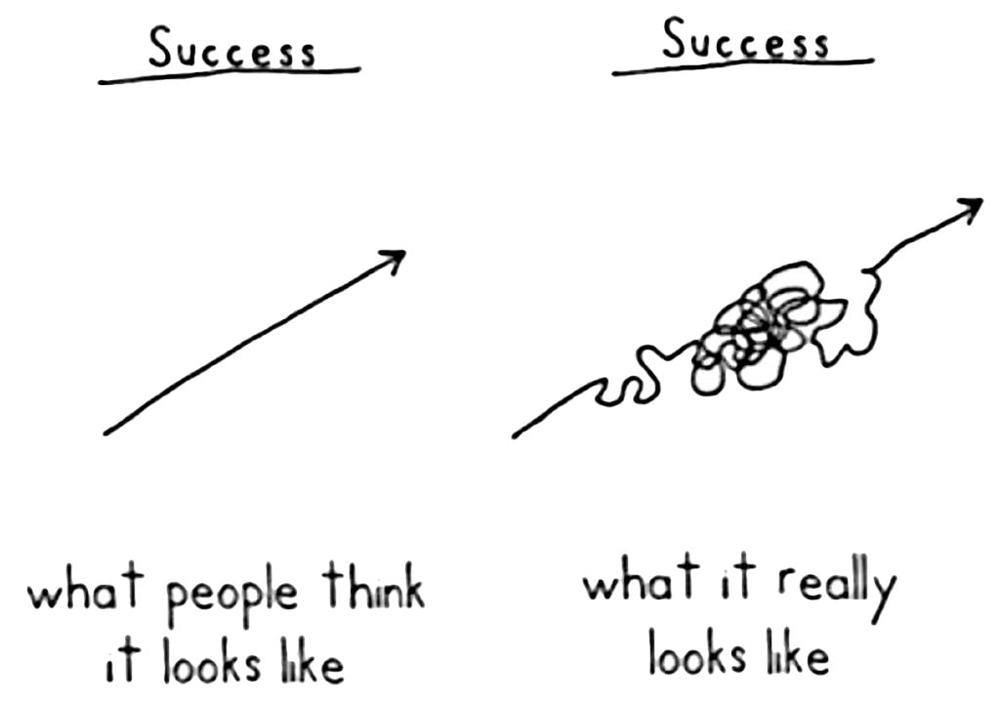 Success
what people think
it looks like
Success
what it really
looks like